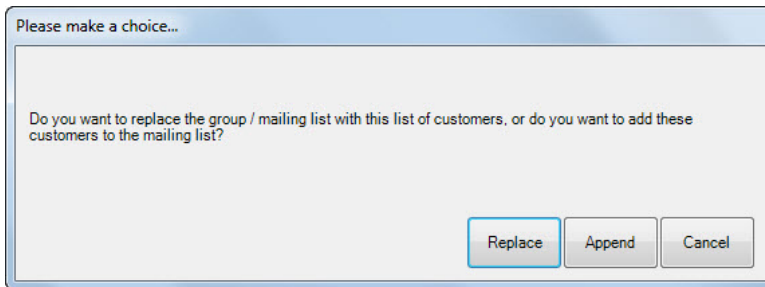 Please make a choice...
Do you want to replace the group / mailing list with this list of customers, or do you want to add these
customers to the mailing list?
Replace
Append
Cancel